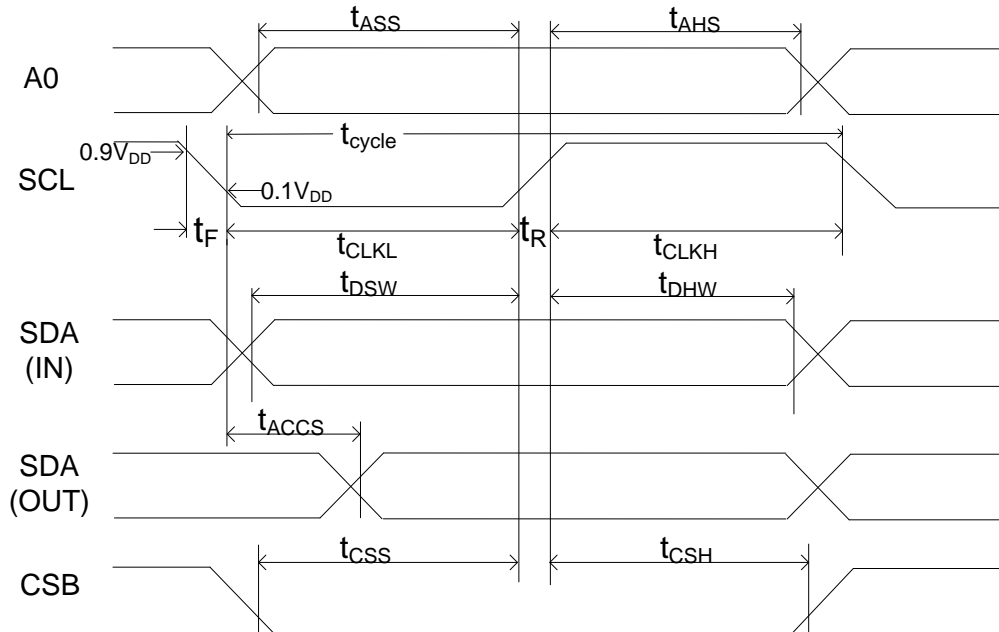 tASS
tAHS
A0
tcycle
0.9VDD
SCL
0.1VDD
tF
tCLKL
tR
tCLKH
tDSW
tDHW
SDA
(IN)
tACCS
SDA
(OUT)
tCSS
tCSH
CSB